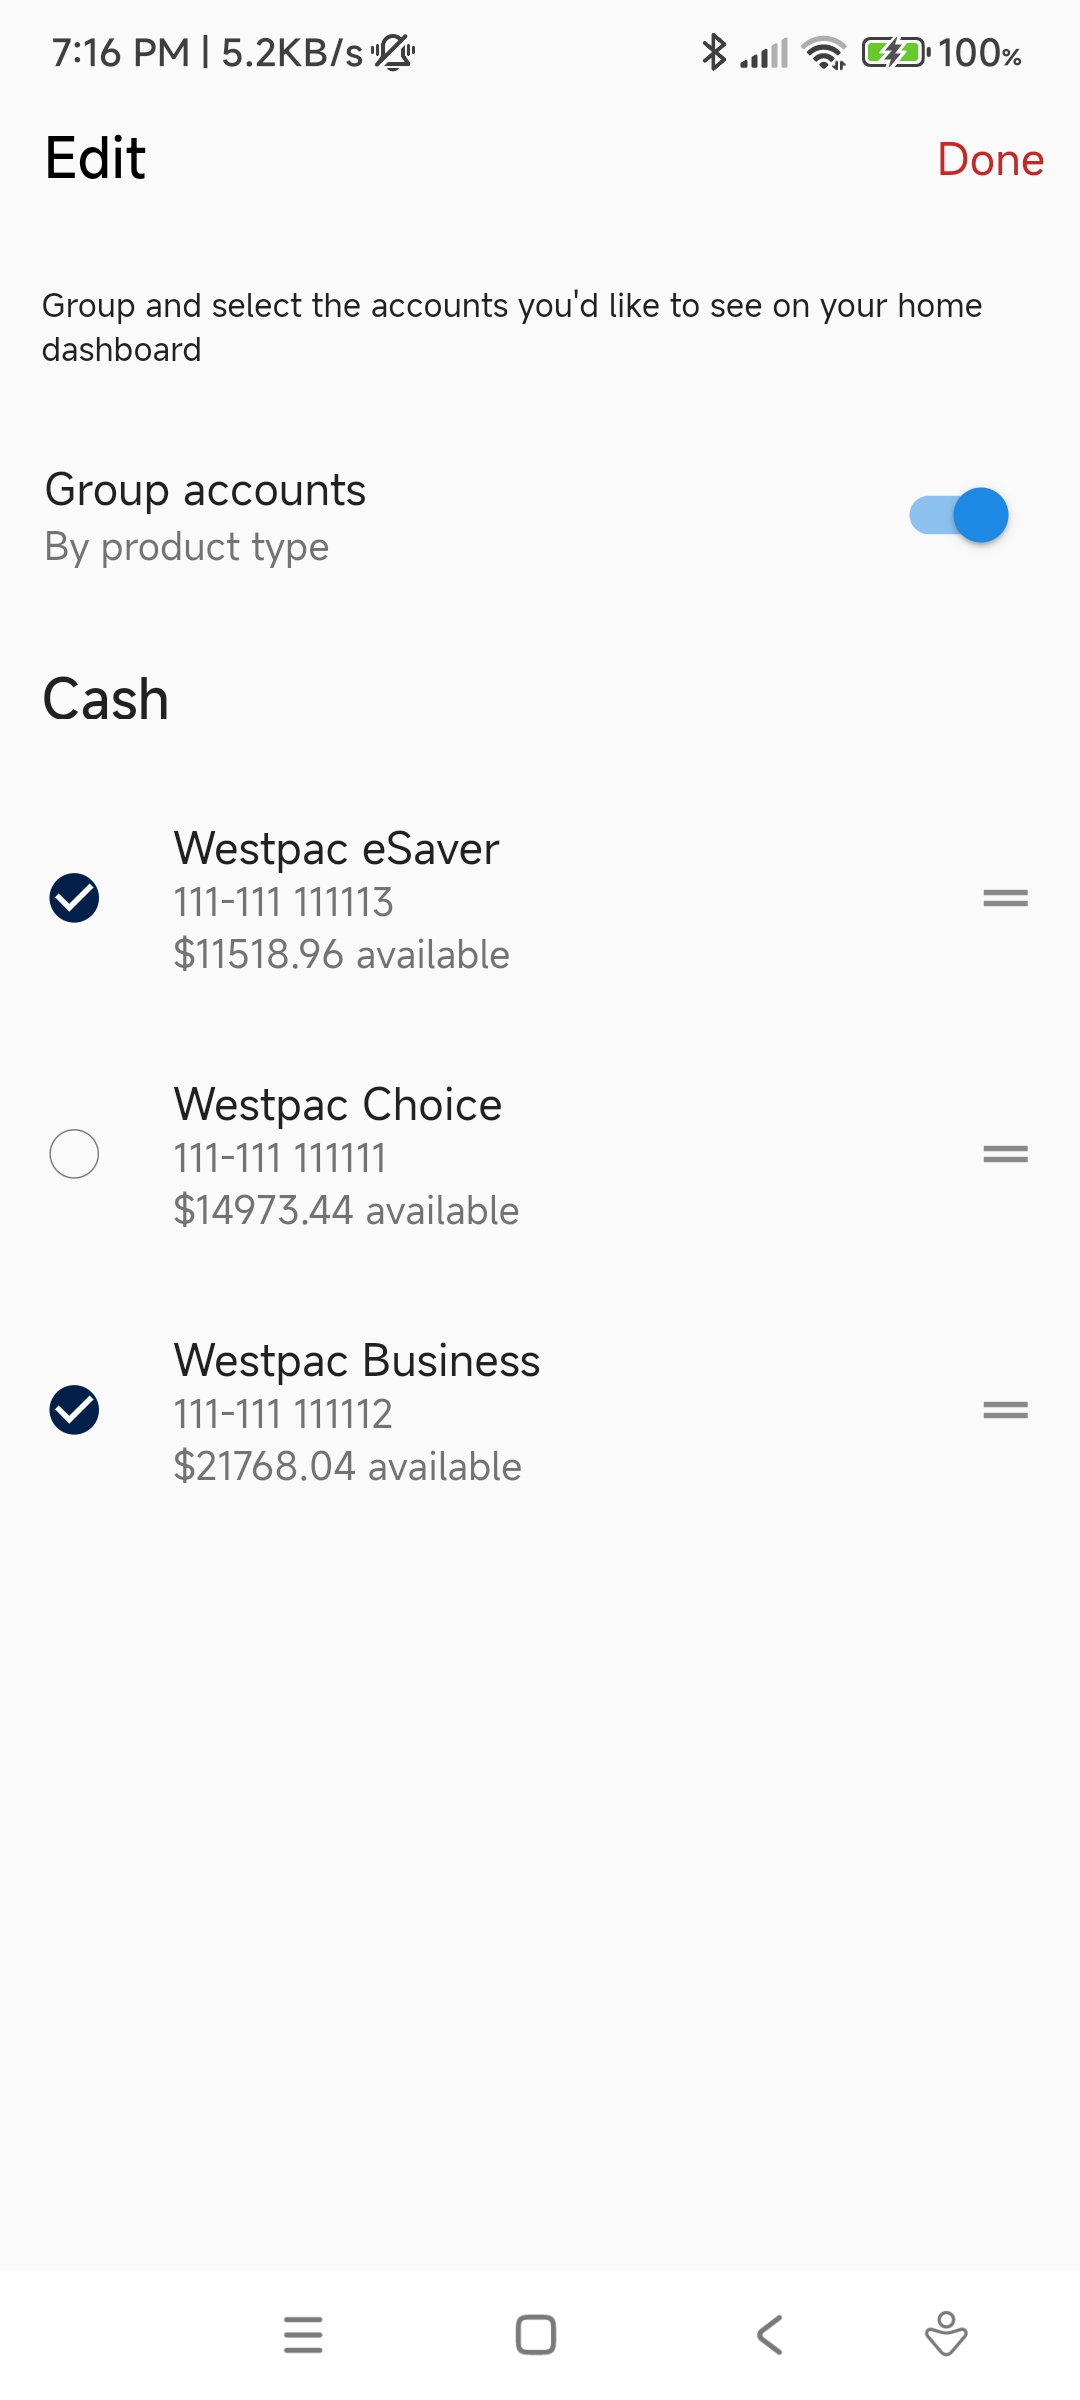 7:16 PM | 5.2KB/s
100%
Edit
Done
Group and select the accounts you'd like to see on your home
dashboard
Group accounts
By product type
Cash
Westpac eSaver
111-111 111113
$11518.96 available
Westpac Choice
111-111 111111
$14973.44 available
Westpac Business
111-111 111112
$21768.04 available